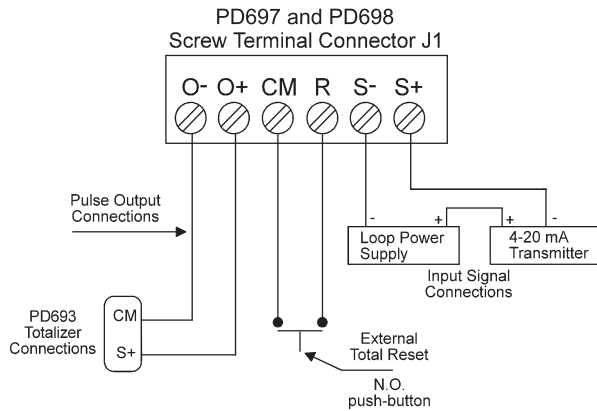 PD697 and PD698
Screw Terminal Connector J1
O- O+ CM R S- S+
Pulse Output
Connections
- + + -
Loop Power
Supply
4-20 mA
Transmitter
Input Signal
Connections
PD693
Totalizer
Connections
CM
S+
External
Total Reset
N.O.
push-button